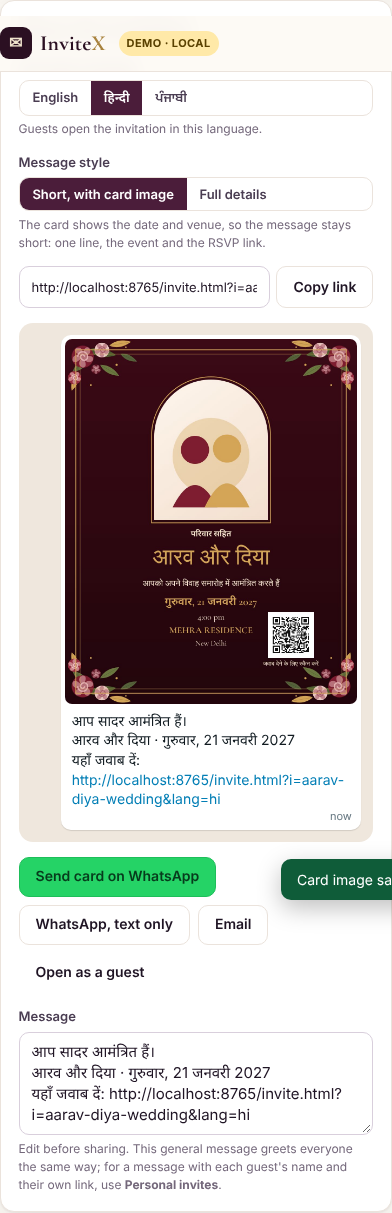 InviteX DEMO · LOCAL
English हिन्दी ਪੰਜਾਬੀ
Guests open the invitation in this language.
Message style
Short, with card image Full details
The card shows the date and venue, so the message stays
short: one line, the event and the RSVP link.
http://localhost:8765/invite.html?i=aa
Copy link
परिवार सहित
आरव और दिया
आपको अपने विवाह समारोह में आमंत्रित करते हैं
गुरुवार, 21 जनवरी 2027
4:00 pm
MEHRA RESIDENCE
New Delhi
जवाब देने के लिए स्कैन करें
आप सादर आमंत्रित हैं।
आरव और दिया · गुरुवार, 21 जनवरी 2027
यहाँ जवाब दें:
http://localhost:8765/invite.html?i=aarav-
diya-wedding&lang=hi
now
Send card on WhatsApp
Card image sa
WhatsApp, text only Email
Open as a guest
Message
आप सादर आमंत्रित हैं।
आरव और दिया · गुरुवार, 21 जनवरी 2027
यहाँ जवाब दें: http://localhost:8765/invite.html?
i=aarav-diya-wedding&lang=hi
Edit before sharing. This general message greets everyone
the same way; for a message with each guest's name and
their own link, use Personal invites.